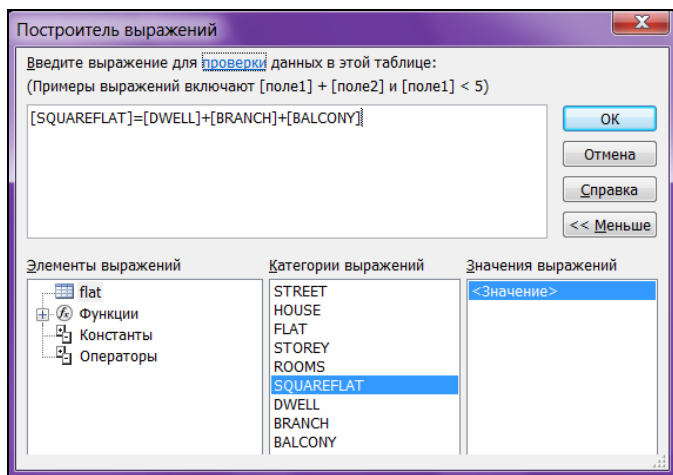 Построитель выражений
Введите выражение для проверки данных в этой таблице:
(Примеры выражений включают [поле1] + [поле2] и [поле1] < 5)
[SQUAREFLAT]=[DWELL]+[BRANCH]+[BALCONY]
ОК
Отмена
Справка
<< Меньше
Элементы выражений
flat
Функции
Константы
Операторы
Категории выражений
STREET
HOUSE
FLAT
STOREY
ROOMS
SQUAREFLAT
DWELL
BRANCH
BALCONY
Значения выражений
<Значение>